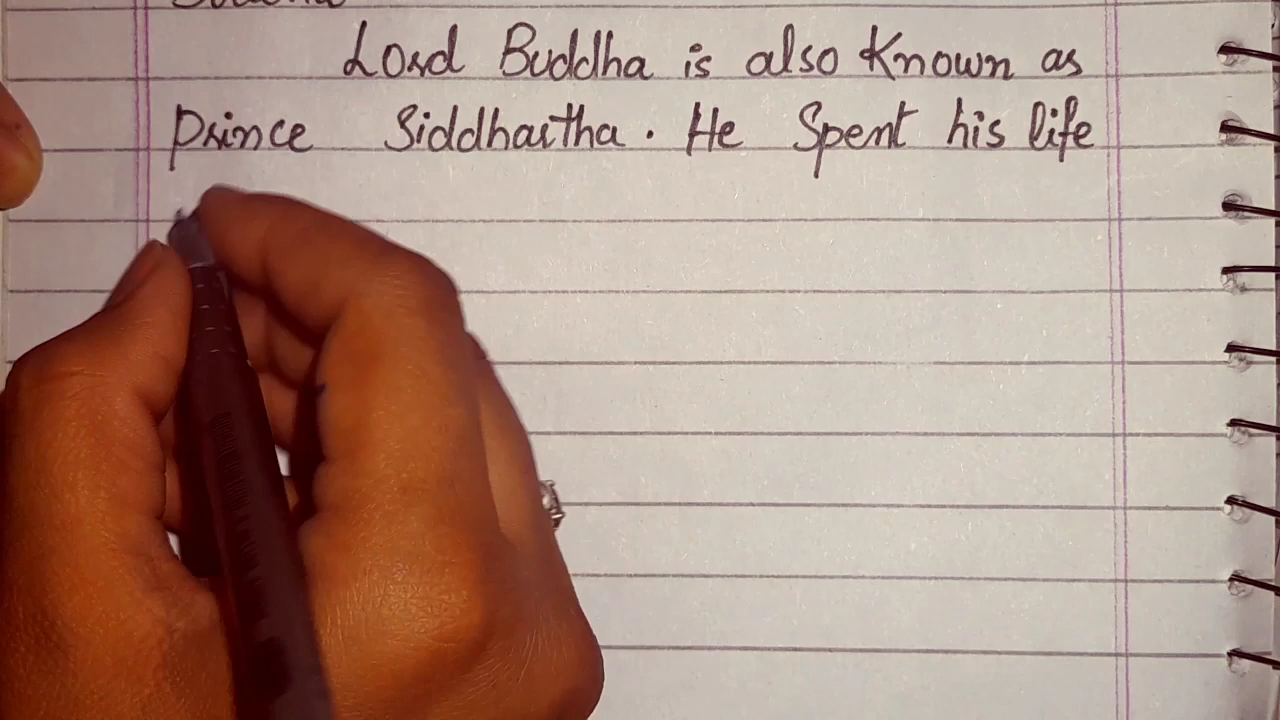 Lord Buddha is also Known as
Prince Siddhartha. He Spent his life